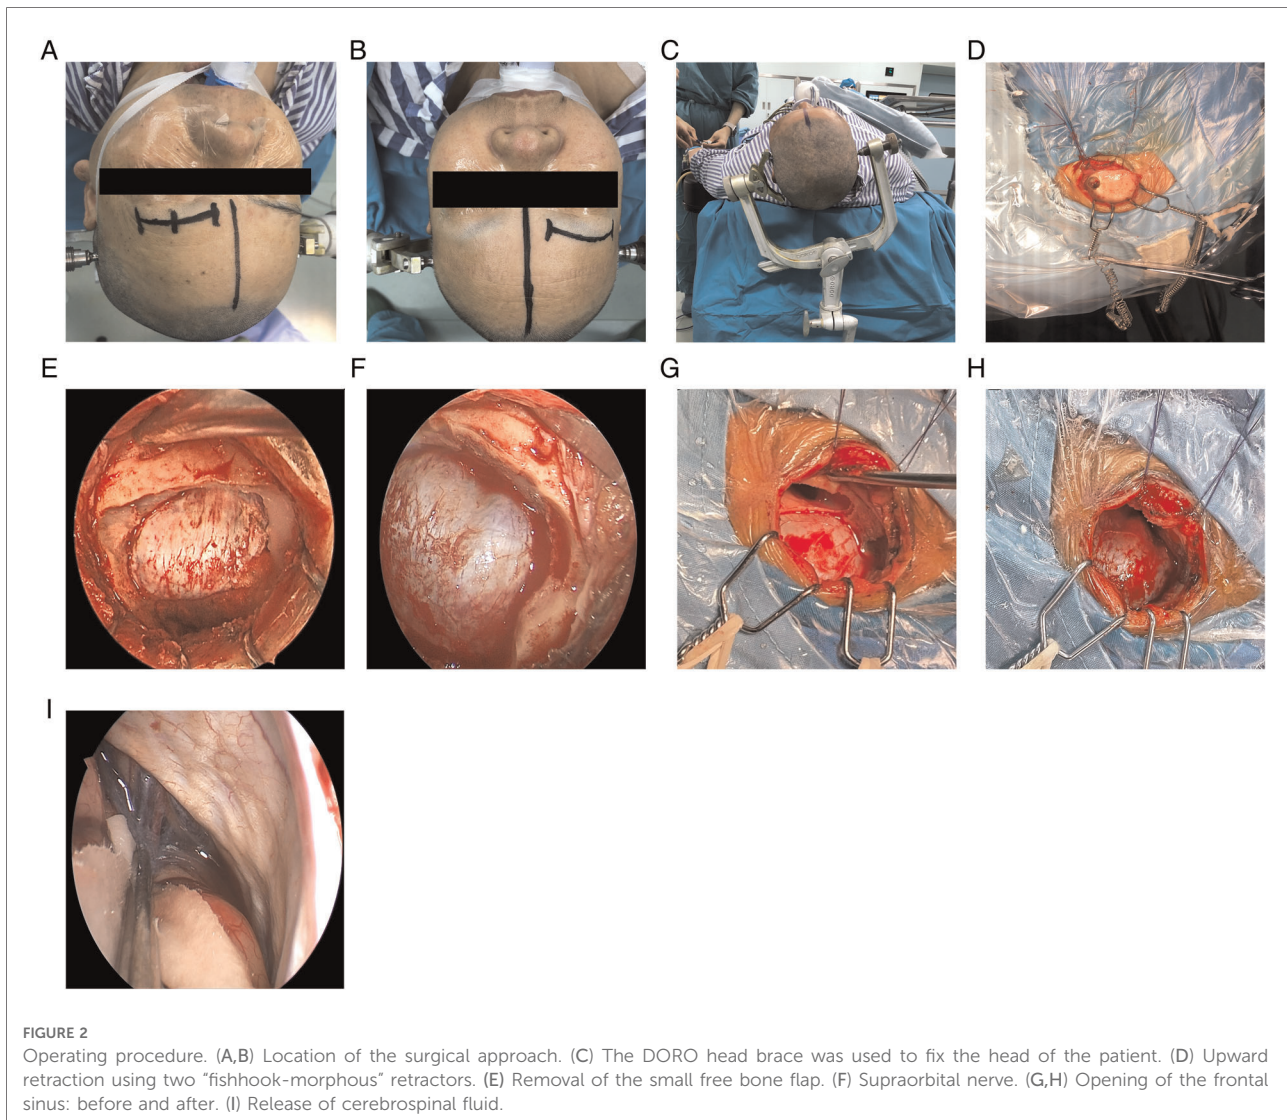 A
B
C
D
E
F
G
H
I
FIGURE 2
Operating procedure. (A,B) Location of the surgical approach. (C) The DORO head brace was used to fix the head of the patient. (D) Upward
retraction using two “fishhook-morphous” retractors. (E) Removal of the small free bone flap. (F) Supraorbital nerve. (G,H) Opening of the frontal
sinus: before and after. (I) Release of cerebrospinal fluid.